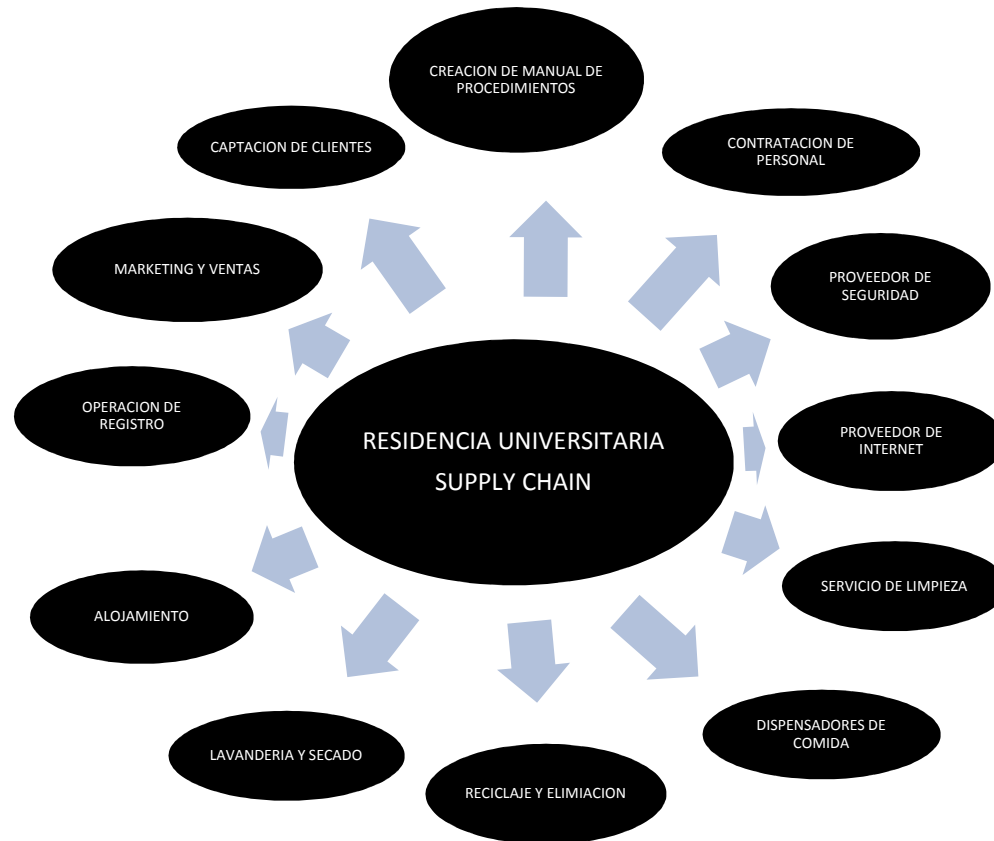 CREACION DE MANUAL DE
PROCEDIMIENTOS
CONTRATACION DE
PERSONAL
PROVEEDOR DE
SEGURIDAD
PROVEEDOR DE
INTERNET
SERVICIO DE LIMPIEZA
DISPENSADORES DE
COMIDA
RECICLAJE Y ELIMIACION
LAVANDERIA Y SECADO
ALOJAMIENTO
OPERACION DE
REGISTRO
MARKETING Y VENTAS
CAPTACION DE CLIENTES
RESIDENCIA UNIVERSITARIA
SUPPLY CHAIN